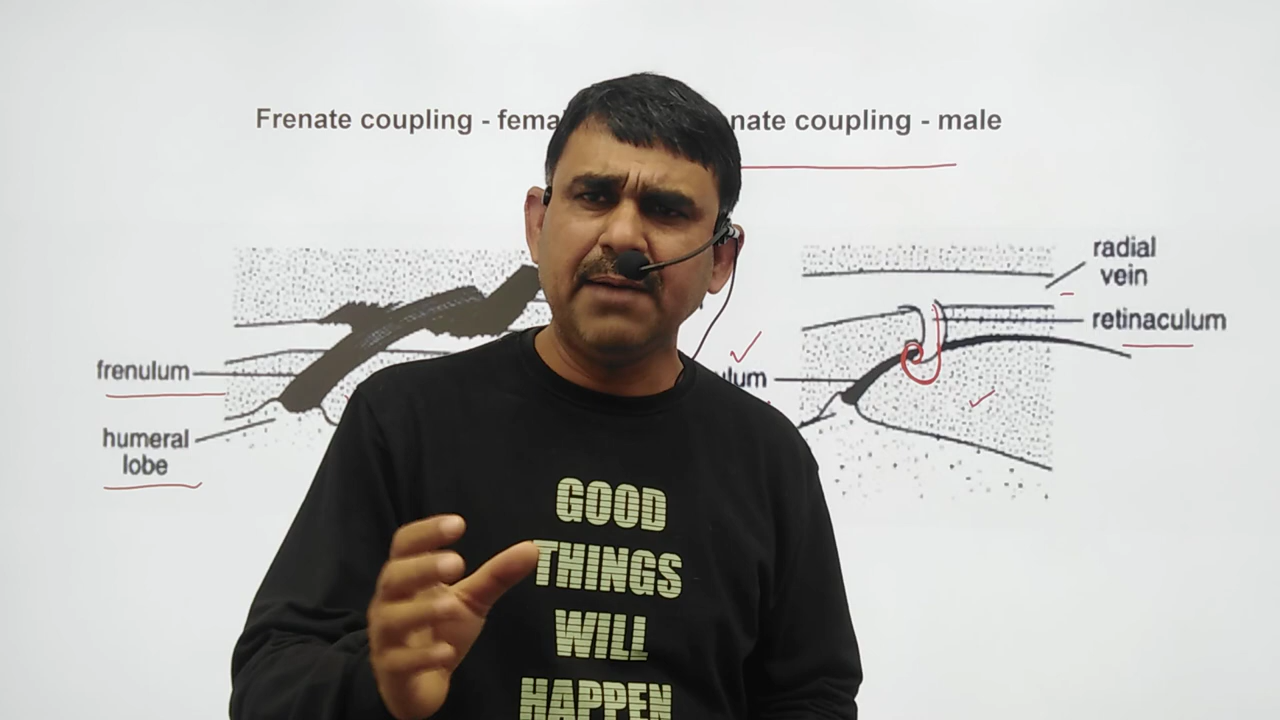 Frenate coupling - fema
nate coupling - male
frenulum
humeral
lobe
ulum
radial
vein
retinaculum
GOOD
THINGS
WILL
HAPPEN